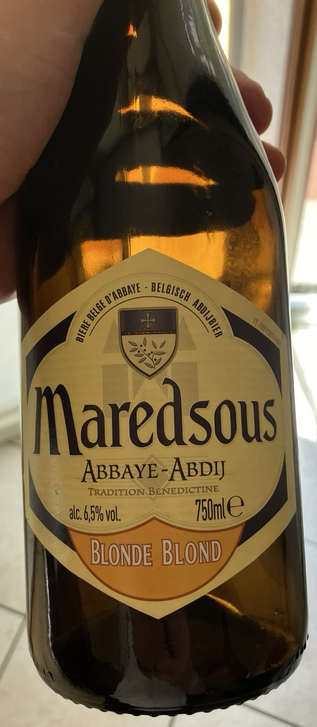 BIÈRE BELGE D'ABBAYE - BELGISCH ABDIJBIER
Maredsous
ABBAYE-ABDIJ
TRADITION BENEDICTINE
alc. 6,5% vol. 750ml e
BLONDE BLOND